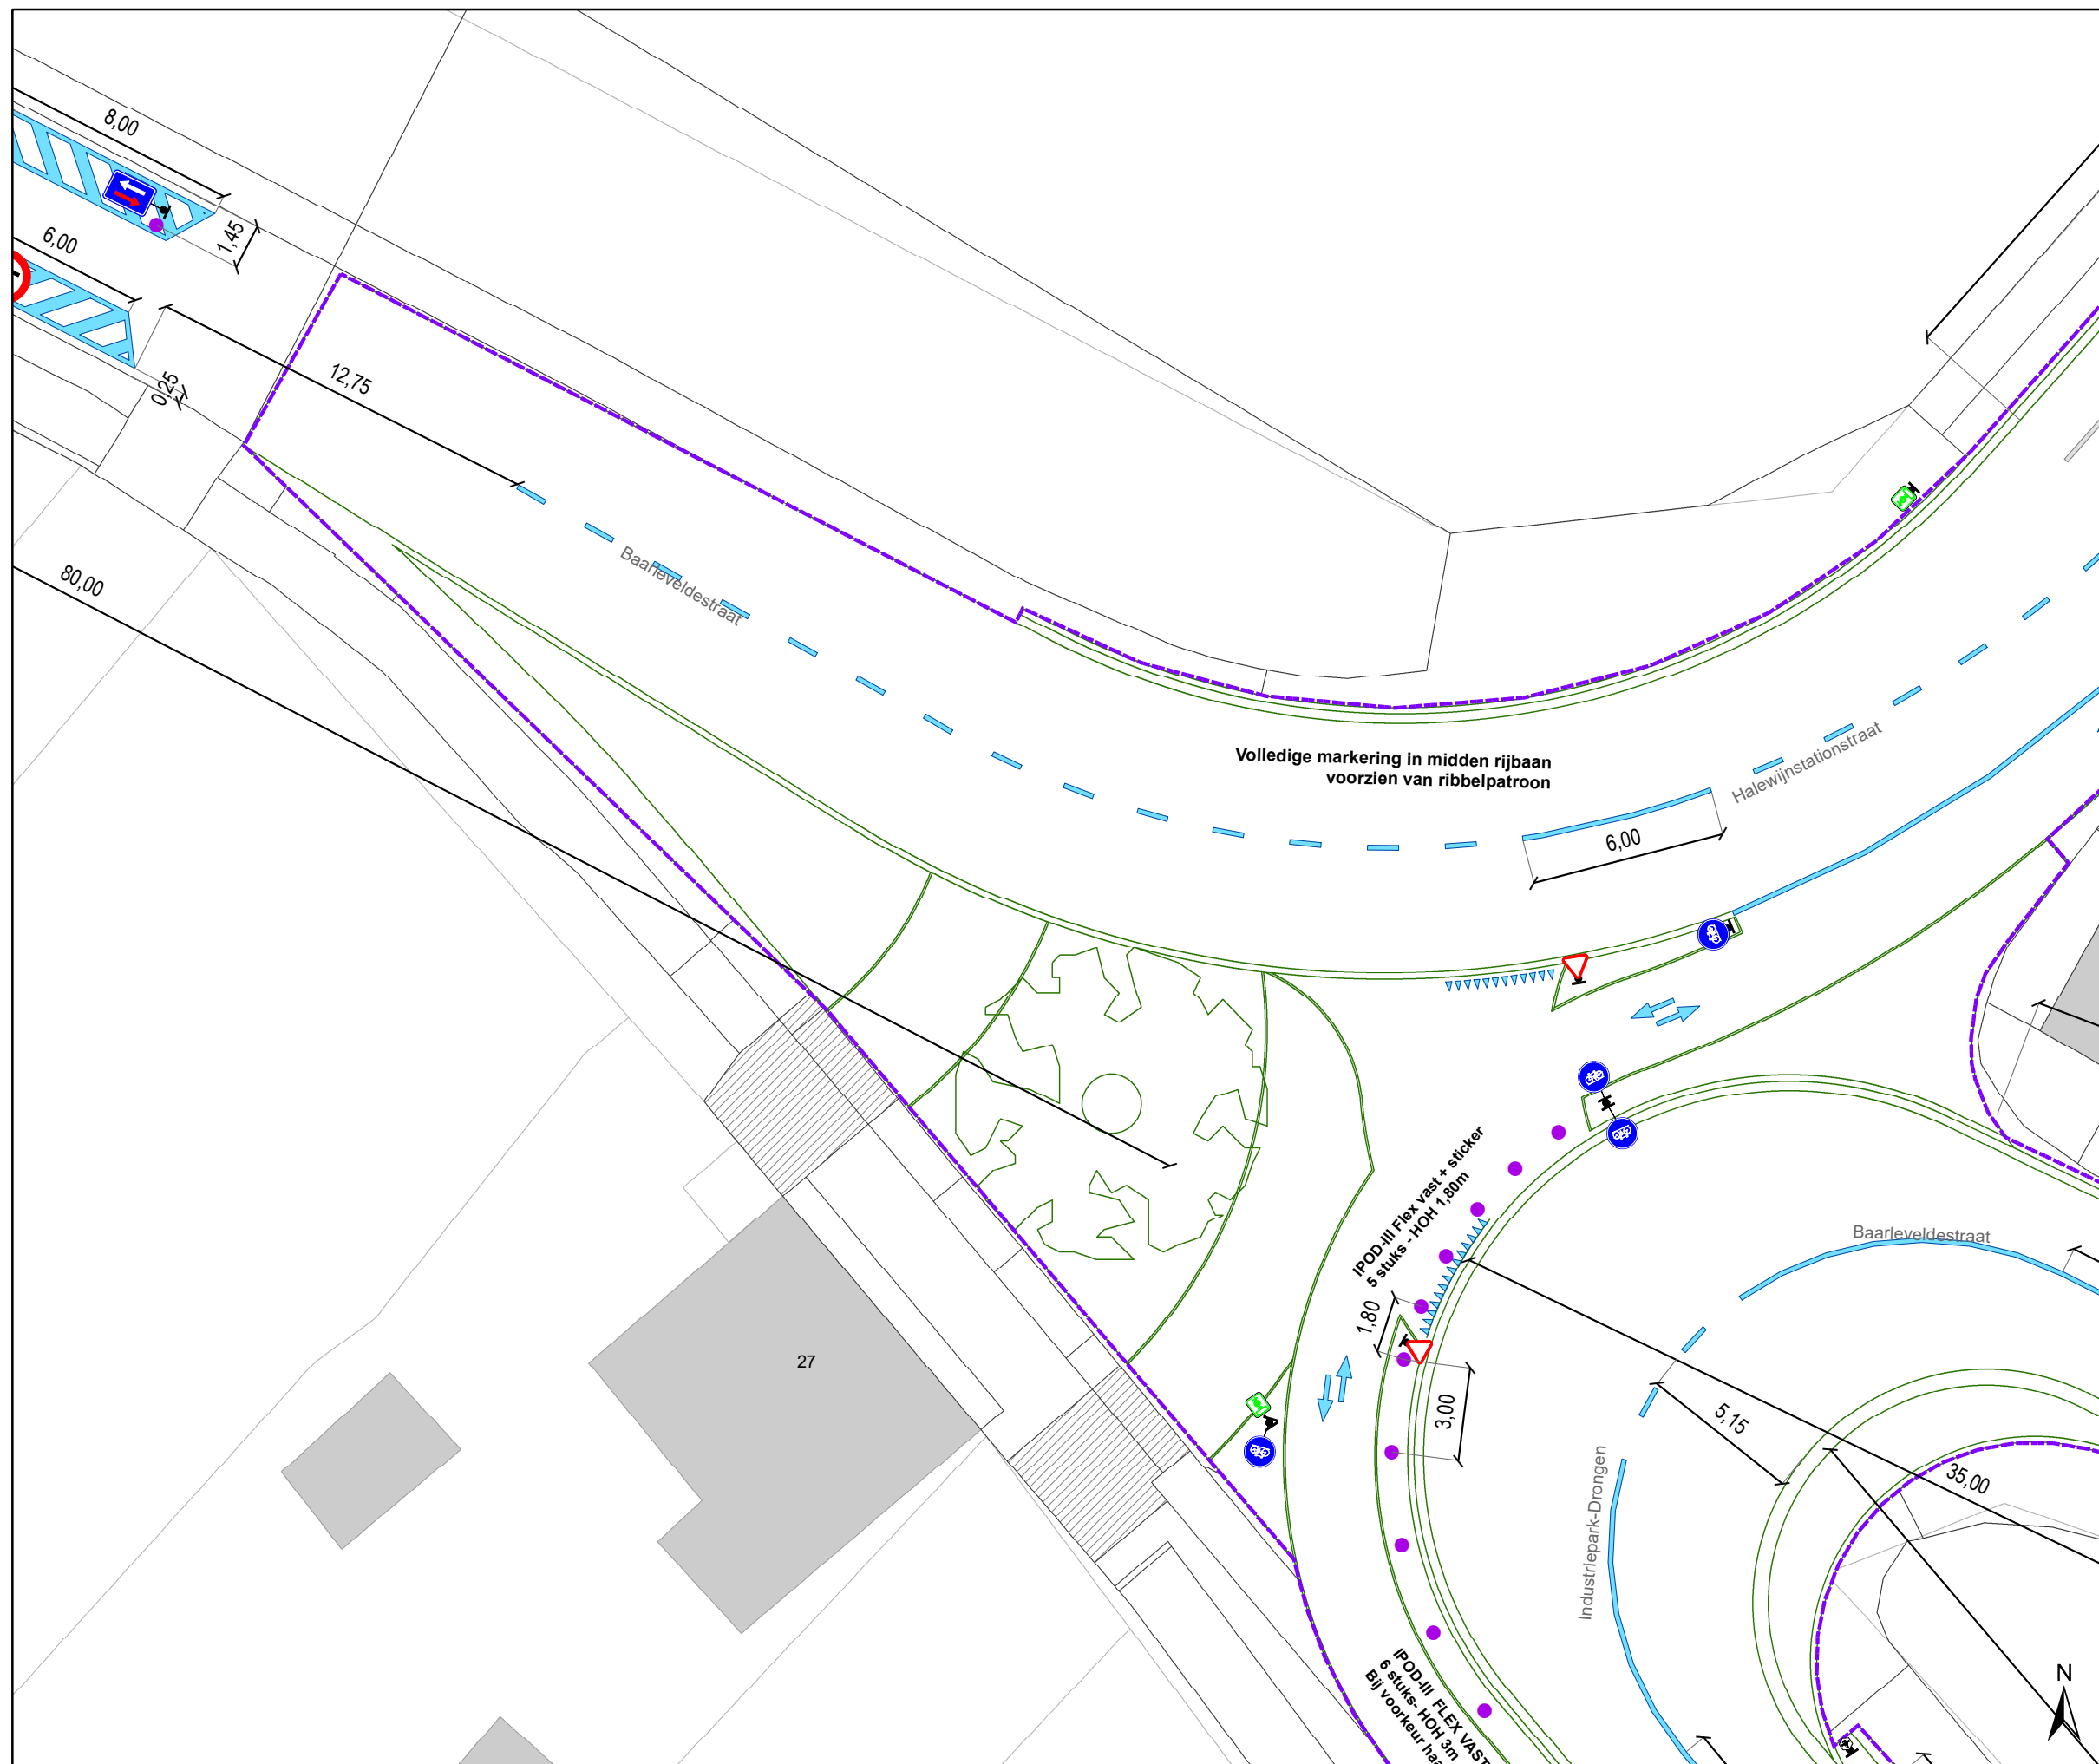 8,00
1,45
6,00
0,25
12,75
80,00
Baarleveldestraat
Volledige markering in midden rijbaan
voorzien van ribbelpatroon
Halewijnstationstraat
6,00
IPOD-III Flex vast + sticker
5 stuks - HOH 1,80m
1,80
3,00
Baarleveldestraat
5,15
35,00
27
Industriepark-Drongen
IPOD-III FLEX VAST
6 stuks- HOH 3m
Bij voorkeur
N